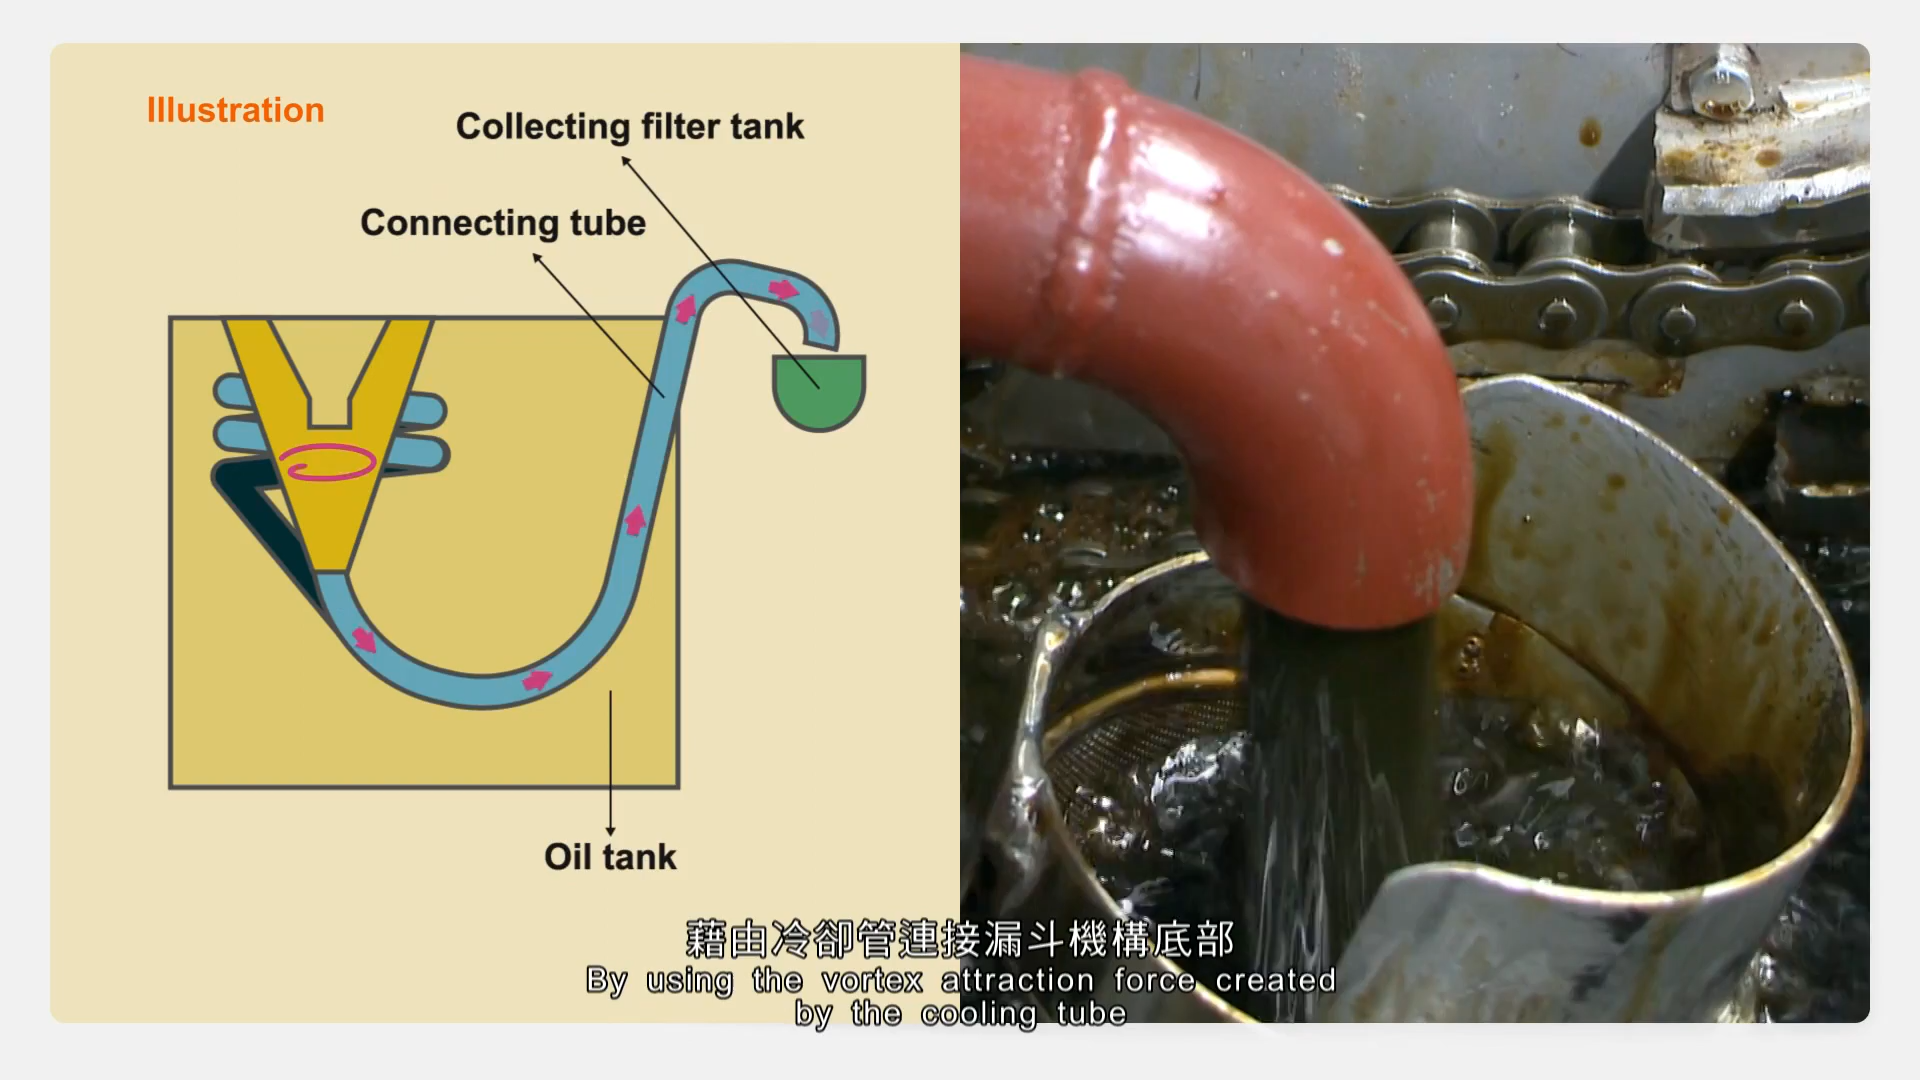 Illustration
Collecting filter tank
Connecting tube
Oil tank
藉由冷卻管連接漏斗機構底部
By using the vortex attraction force created
by the cooling tube